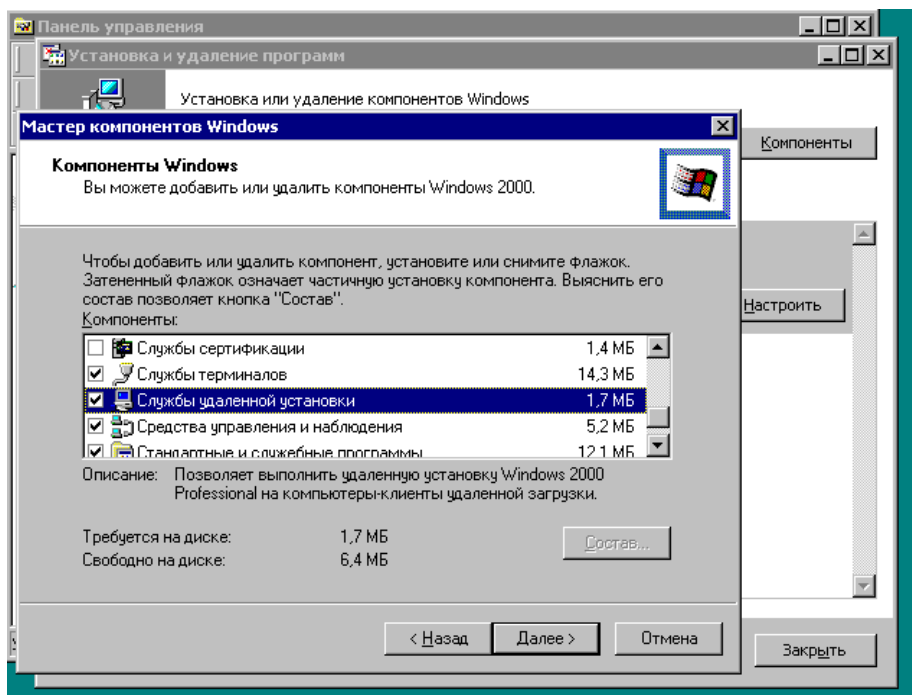 Панель управления
Установка и удаление программ
Установка или удаление компонентов Windows
Мастер компонентов Windows
Компоненты
Компоненты Windows
Вы можете добавить или удалить компоненты Windows 2000.
Чтобы добавить или удалить компонент, установите или снимите флажок.
Затененный флажок означает частичную установку компонента. Выяснить его
состав позволяет кнопка "Состав".
Настроить
Компоненты:
Службы сертификации 1,4 МБ
Службы терминалов 14,3 МБ
Службы удаленной установки 1,7 МБ
Средства управления и наблюдения 5,2 МБ
Стандартные и служебные программы 12,1 МБ
Описание: Позволяет выполнить удаленную установку Windows 2000
Professional на компьютеры-клиенты удаленной загрузки.
Требуется на диске: 1,7 МБ
Свободно на диске: 6,4 МБ
Состав...
< Назад Далее > Отмена
Закрыть